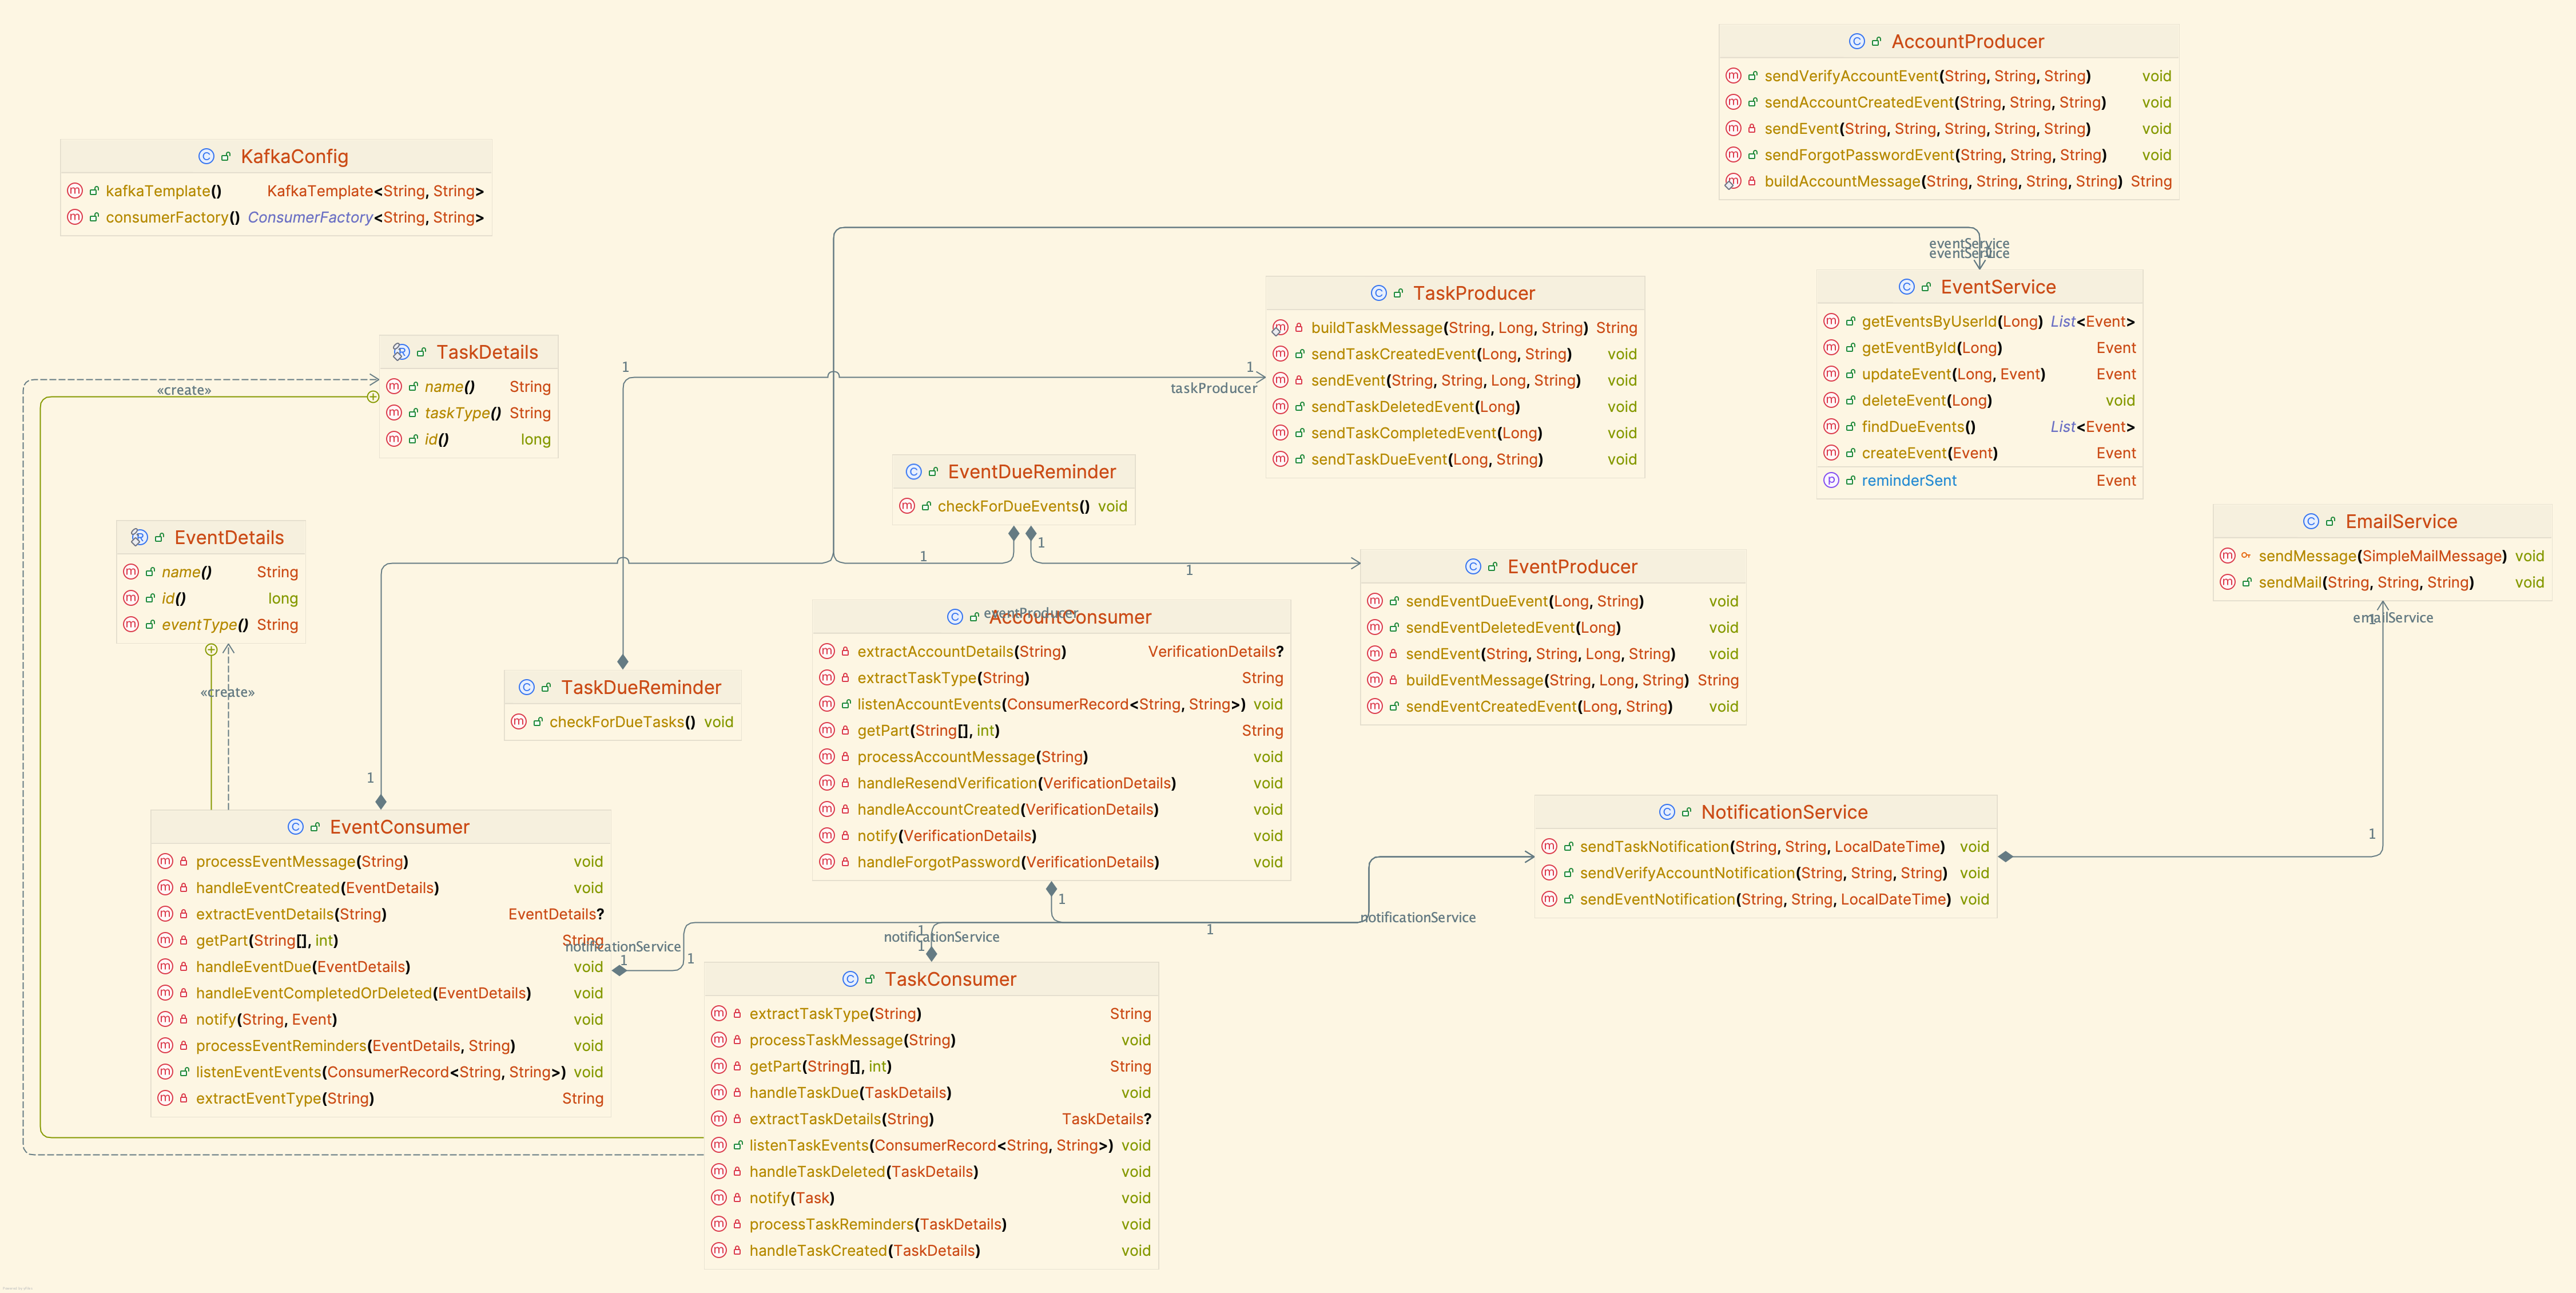 AccountProducer
sendVerifyAccountEvent(String, String, String) void
sendAccountCreatedEvent(String, String, String) void
sendEvent(String, String, String, String, String) void
sendForgotPasswordEvent(String, String, String) void
buildAccountMessage(String, String, String, String) String
KafkaConfig
kafkaTemplate() KafkaTemplate<String, String>
consumerFactory() ConsumerFactory<String, String>
eventService
eventService
EventService
getEventsByUserId(Long) List<Event>
getEventById(Long) Event
updateEvent(Long, Event) Event
deleteEvent(Long) void
findDueEvents() List<Event>
createEvent(Event) Event
reminderSent Event
TaskProducer
buildTaskMessage(String, Long, String) String
sendTaskCreatedEvent(Long, String) void
sendEvent(String, String, Long, String) void
sendTaskDeletedEvent(Long) void
sendTaskCompletedEvent(Long) void
sendTaskDueEvent(Long, String) void
1
1
taskProducer
TaskDetails
name() String
taskType() String
id() long
«create»
EventDueReminder
checkForDueEvents() void
1
1
1
EventDetails
name() String
id() long
eventType() String
«create»
EmailService
sendMessage(SimpleMailMessage) void
sendMail(String, String, String) void
1
emailService
1
EventProducer
sendEventDueEvent(Long, String) void
sendEventDeletedEvent(Long) void
sendEvent(String, String, Long, String) void
buildEventMessage(String, Long, String) String
sendEventCreatedEvent(Long, String) void
eventProducer
AccountConsumer
extractAccountDetails(String) VerificationDetails?
extractTaskType(String) String
listenAccountEvents(ConsumerRecord<String, String>) void
getPart(String[], int) String
processAccountMessage(String) void
handleResendVerification(VerificationDetails) void
handleAccountCreated(VerificationDetails) void
notify(VerificationDetails) void
handleForgotPassword(VerificationDetails) void
TaskDueReminder
checkForDueTasks() void
1
EventConsumer
processEventMessage(String) void
handleEventCreated(EventDetails) void
extractEventDetails(String) EventDetails?
getPart(String[], int) String
handleEventDue(EventDetails) void
handleEventCompletedOrDeleted(EventDetails) void
notify(String, Event) void
processEventReminders(EventDetails, String) void
listenEventEvents(ConsumerRecord<String, String>) void
extractEventType(String) String
NotificationService
sendTaskNotification(String, String, LocalDateTime) void
sendVerifyAccountNotification(String, String, String) void
sendEventNotification(String, String, LocalDateTime) void
1
1
notificationService
1
notificationService
1
notificationService
1
1
TaskConsumer
extractTaskType(String) String
processTaskMessage(String) void
getPart(String[], int) String
handleTaskDue(TaskDetails) void
extractTaskDetails(String) TaskDetails?
listenTaskEvents(ConsumerRecord<String, String>) void
handleTaskDeleted(TaskDetails) void
notify(Task) void
processTaskReminders(TaskDetails) void
handleTaskCreated(TaskDetails) void